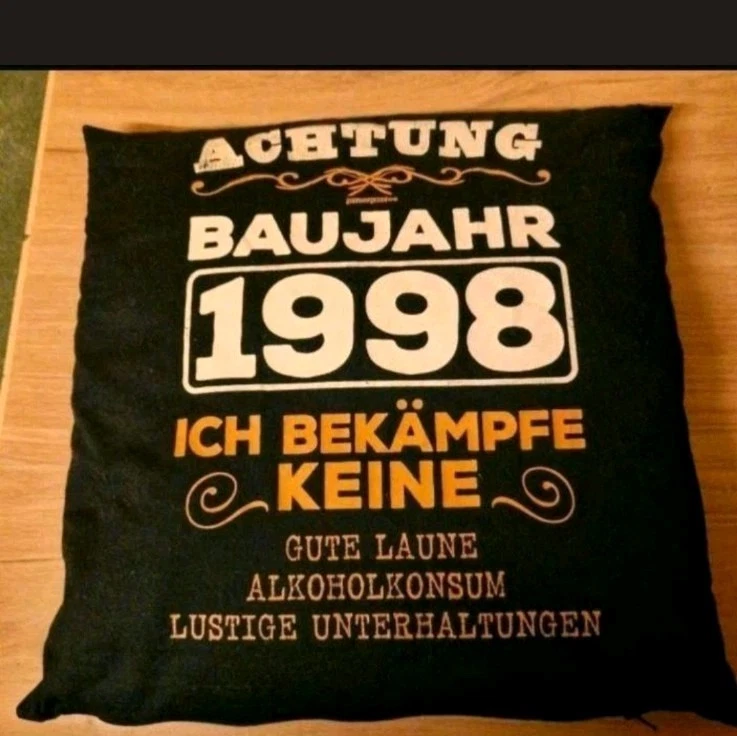 ACHTUNG
BAUJAHR
1998
ICH BEKÄMPFE
KEINE
GUTE LAUNE
ALKOHOLKONSUM
LUSTIGE UNTERHALTUNGEN